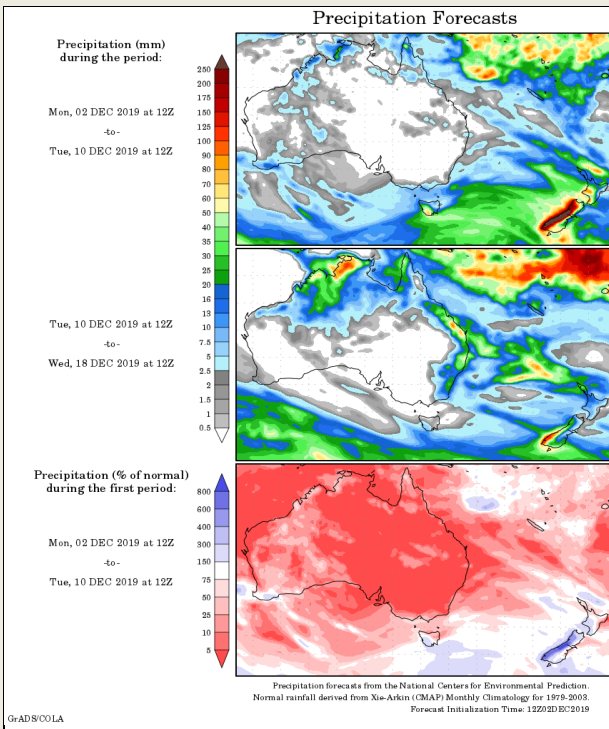 Precipitation Forecasts
Precipitation (mm)
during the period:
Mon, 02 DEC 2019 at 12Z
-to-
Tue, 10 DEC 2019 at 12Z
250
200
175
150
125
100
90
80
70
60
50
40
35
30
25
20
16
13
10
7.5
5
2.5
2
1.5
1
0.5
Tue, 10 DEC 2019 at 12Z
-to-
Wed, 18 DEC 2019 at 12Z
Precipitation (% of normal)
during the first period:
Mon, 02 DEC 2019 at 12Z
-to-
Tue, 10 DEC 2019 at 12Z
800
600
400
300
150
75
50
25
10
5
Precipitation forecasts from the National Centers for Environmental Prediction.
Normal rainfall derived from Xie-Arkin (CMAP) Monthly Climatology for 1979-2003.
Forecast Initialization Time: 12Z02DEC2019
GrADS/COLA